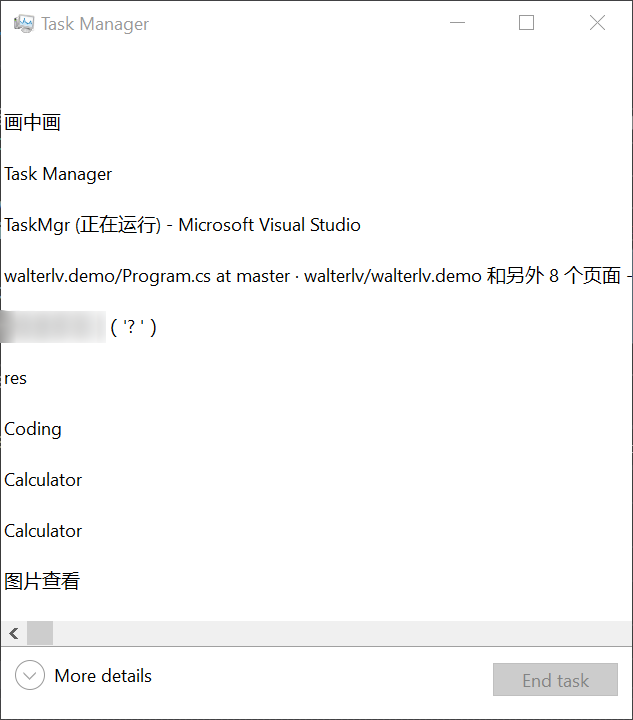 Task Manager
画中画
Task Manager
TaskMgr (正在运行) - Microsoft Visual Studio
walterlv.demo/Program.cs at master · walterlv/walterlv.demo 和另外 8 个页面 -
( '? ' )
res
Coding
Calculator
Calculator
图片查看
More details
End task